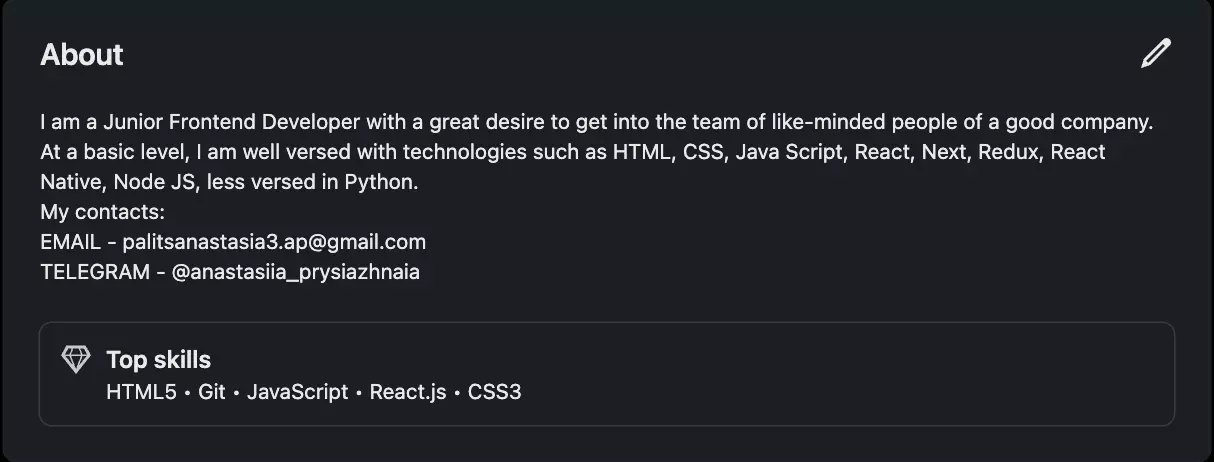 About
I am a Junior Frontend Developer with a great desire to get into the team of like-minded people of a good company.
At a basic level, I am well versed with technologies such as HTML, CSS, Java Script, React, Next, Redux, React
Native, Node JS, less versed in Python.
My contacts:
EMAIL - palitsanastasia3.ap@gmail.com
TELEGRAM - @anastasiia_prysiazhnaia
Top skills
HTML5 • Git • JavaScript • React.js • CSS3